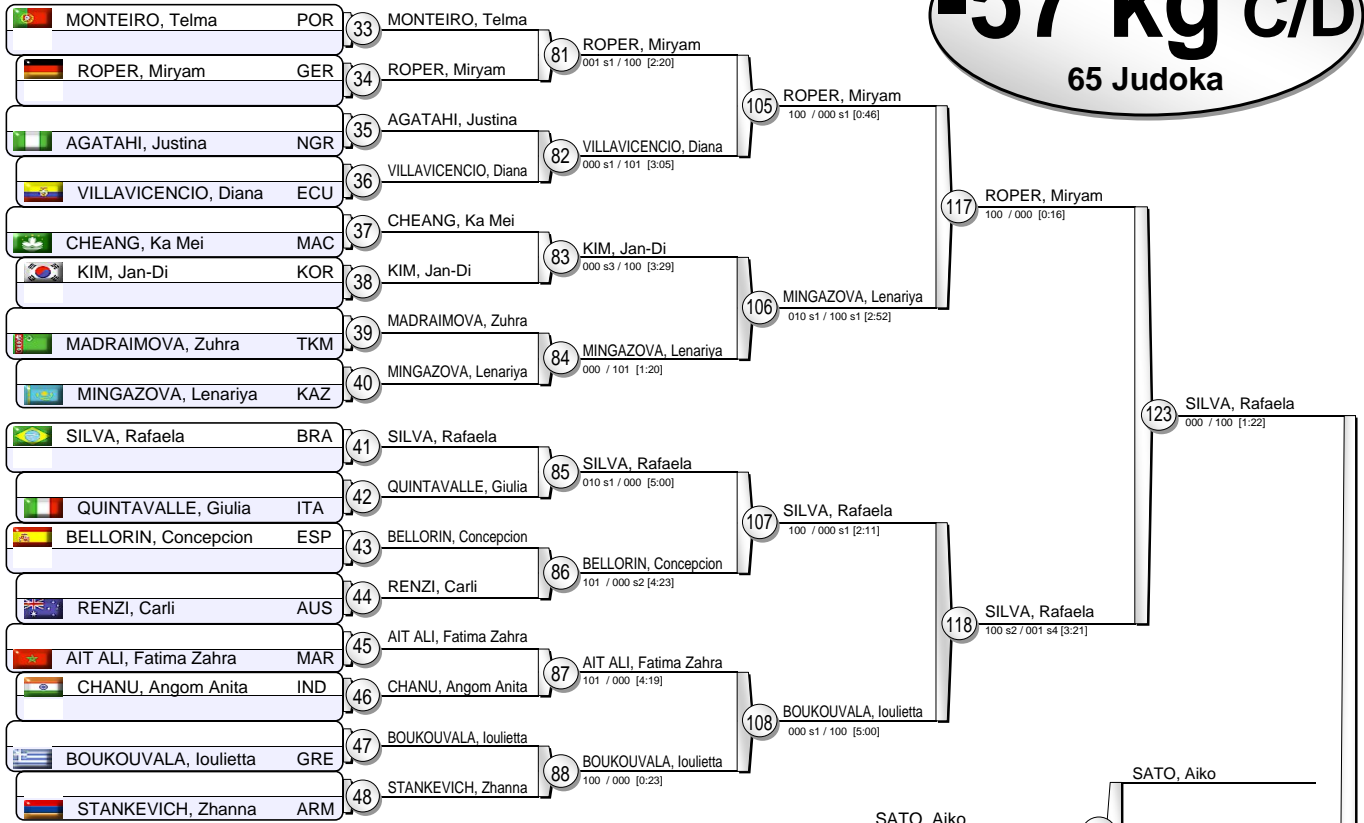 -57 kg C/D
65 Judoka
MONTEIRO, Telma POR
ROPER, Miryam GER
AGATAHI, Justina NGR
VILLAVICENCIO, Diana ECU
CHEANG, Ka Mei MAC
KIM, Jan-Di KOR
MADRAIMOVA, Zuhra TKM
MINGAZOVA, Lenariya KAZ
SILVA, Rafaela BRA
QUINTAVALLE, Giulia ITA
BELLORIN, Concepcion ESP
RENZI, Carli AUS
AIT ALI, Fatima Zahra MAR
CHANU, Angom Anita IND
BOUKOUVALA, Ioulietta GRE
STANKEVICH, Zhanna ARM
33 MONTEIRO, Telma
34 ROPER, Miryam
35 AGATAHI, Justina
36 VILLAVICENCIO, Diana
37 CHEANG, Ka Mei
38 KIM, Jan-Di
39 MADRAIMOVA, Zuhra
40 MINGAZOVA, Lenariya
41 SILVA, Rafaela
42 QUINTAVALLE, Giulia
43 BELLORIN, Concepcion
44 RENZI, Carli
45 AIT ALI, Fatima Zahra
46 CHANU, Angom Anita
47 BOUKOUVALA, Ioulietta
48 STANKEVICH, Zhanna
81 ROPER, Miryam
001 s1 / 100 [2:20]
82 VILLAVICENCIO, Diana
000 s1 / 101 [3:05]
83 KIM, Jan-Di
000 s3 / 100 [3:29]
84 MINGAZOVA, Lenariya
000 / 101 [1:20]
85 SILVA, Rafaela
010 s1 / 000 [5:00]
86 BELLORIN, Concepcion
101 / 000 s2 [4:23]
87 AIT ALI, Fatima Zahra
101 / 000 [4:19]
88 BOUKOUVALA, Ioulietta
100 / 000 [0:23]
105 ROPER, Miryam
100 / 000 s1 [0:46]
106 MINGAZOVA, Lenariya
010 s1 / 100 s1 [2:52]
107 SILVA, Rafaela
100 / 000 s1 [2:11]
108 BOUKOUVALA, Ioulietta
000 s1 / 100 [5:00]
117 ROPER, Miryam
100 / 000 [0:16]
118 SILVA, Rafaela
100 s2 / 001 s4 [3:21]
123 SILVA, Rafaela
000 / 100 [1:22]
SATO, Aiko
SATO, Aiko